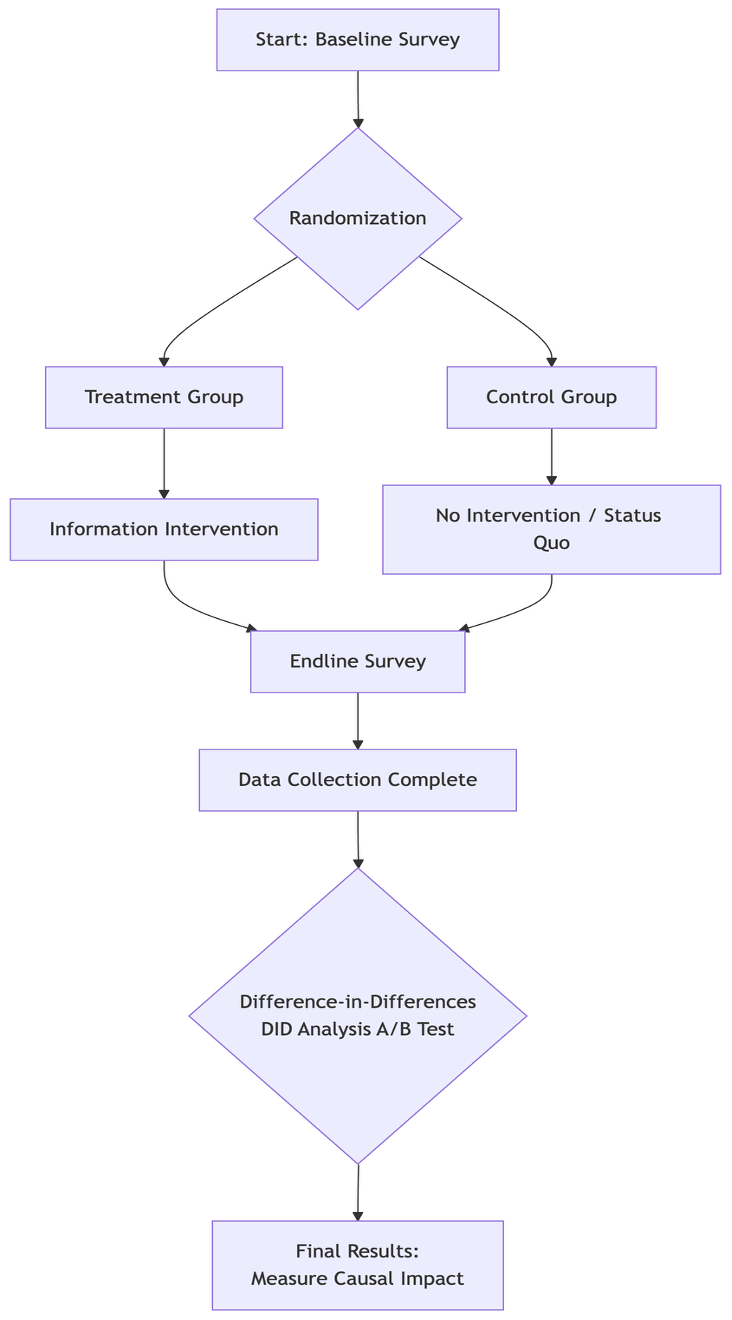 Start: Baseline Survey
Randomization
Treatment Group
Control Group
Information Intervention
No Intervention / Status
Quo
Endline Survey
Data Collection Complete
Difference-in-Differences
DID Analysis A/B Test
Final Results:
Measure Causal Impact